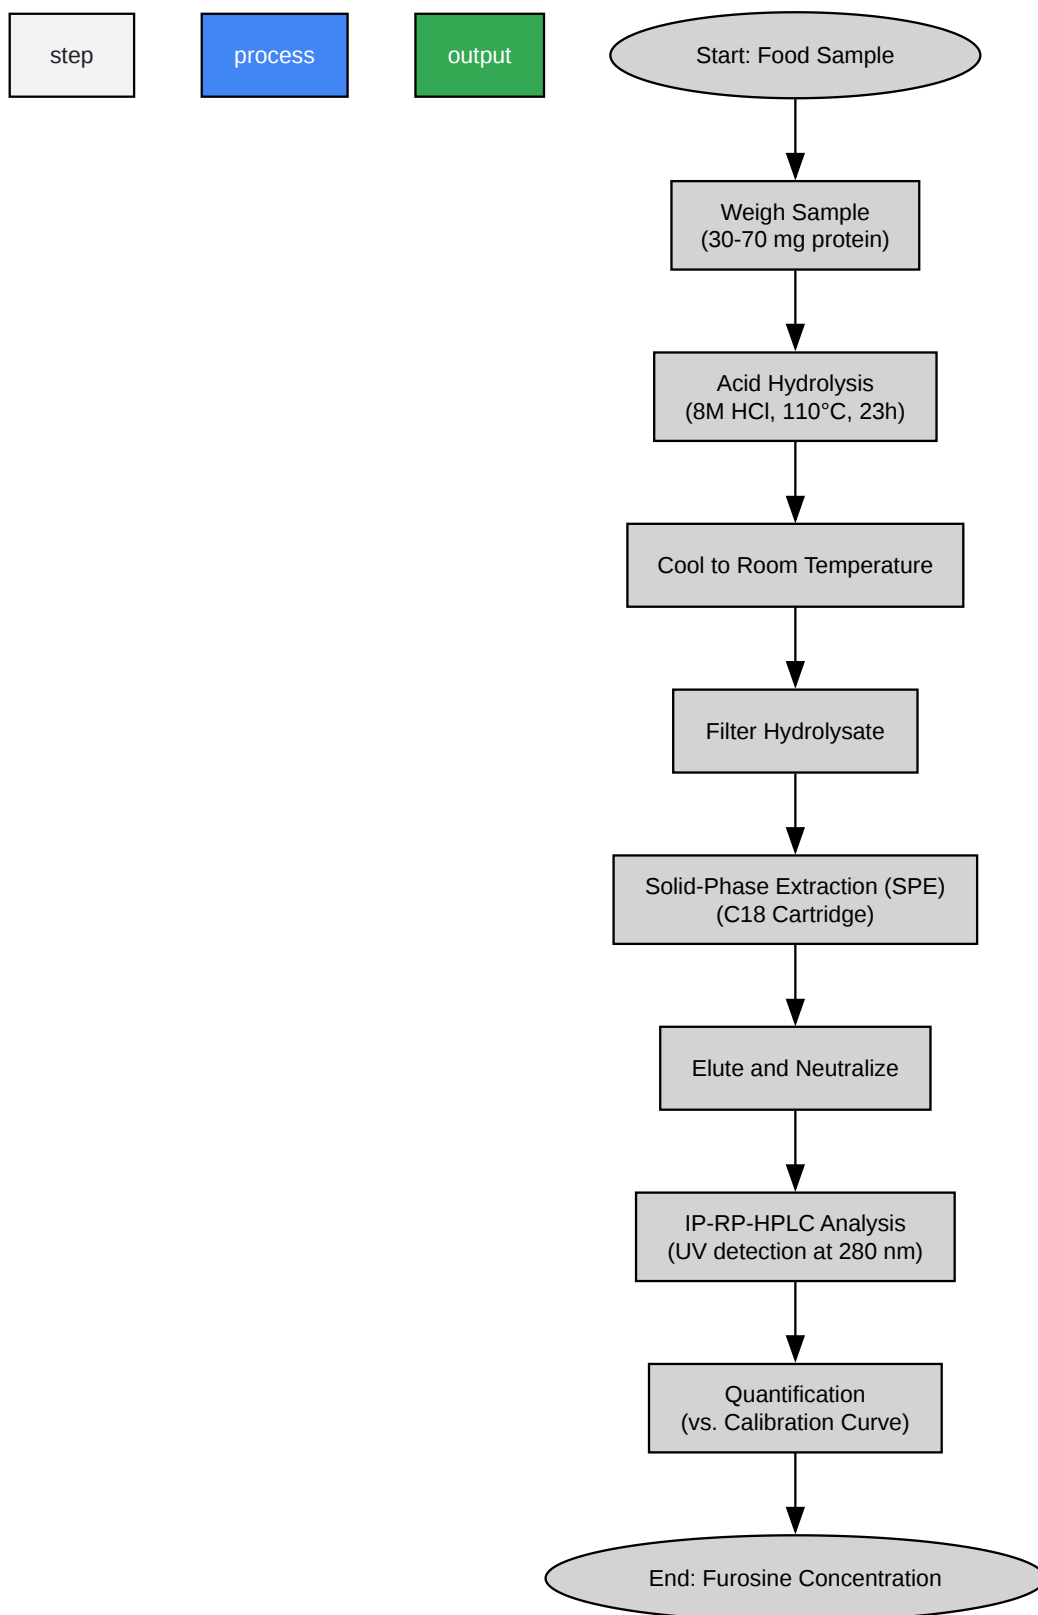 step
process
output
Start: Food Sample
Weigh Sample
(30-70 mg protein)
Acid Hydrolysis
(8M HCl, 110°C, 23h)
Cool to Room Temperature
Filter Hydrolysate
Solid-Phase Extraction (SPE)
(C18 Cartridge)
Elute and Neutralize
IP-RP-HPLC Analysis
(UV detection at 280 nm)
Quantification
(vs. Calibration Curve)
End: Furosine Concentration